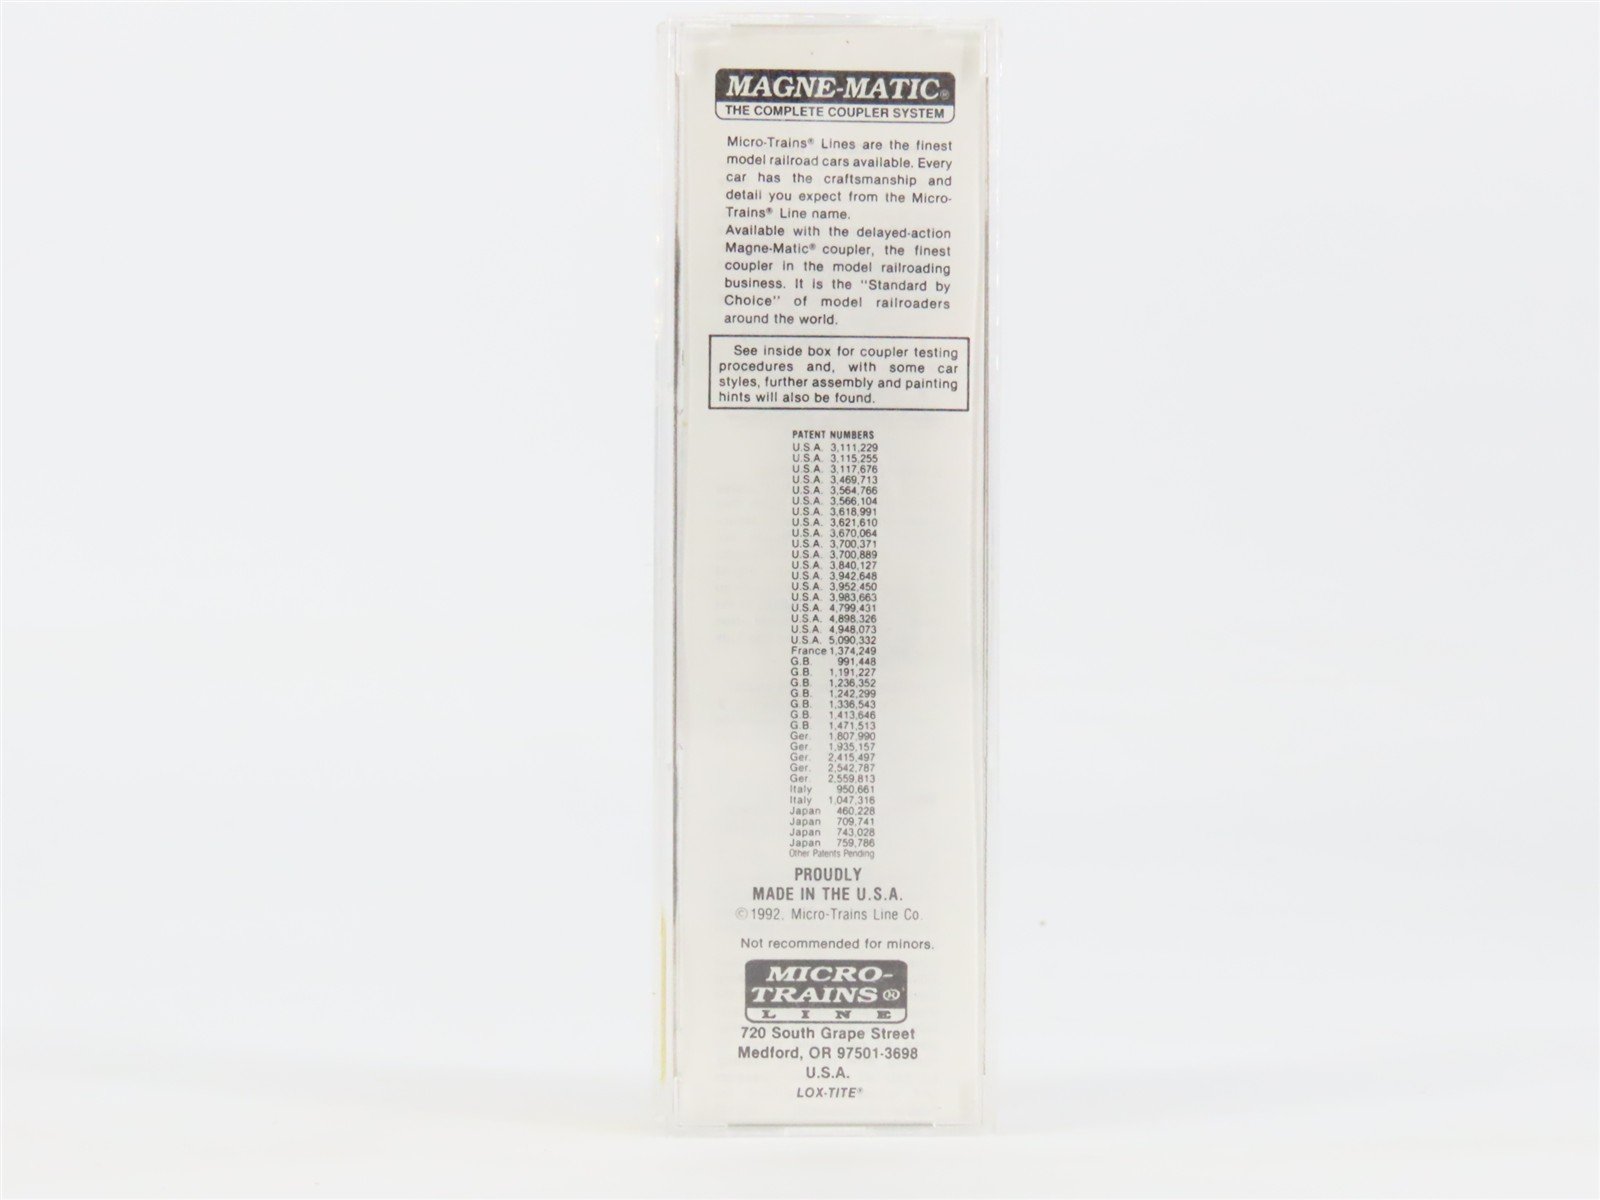 MAGNE-MATIC®
THE COMPLETE COUPLER SYSTEM
Micro-Trains® Lines are the finest
model railroad cars available. Every
car has the craftsmanship and
detail you expect from the Micro-
Trains® Line name.
Available with the delayed-action
Magne-Matic® coupler, the finest
coupler in the model railroading
business. It is the "Standard by
Choice" of model railroaders
around the world.
See inside box for coupler testing
procedures and, with some car
styles, further assembly and painting
hints will also be found.
PATENT NUMBERS
U.S.A. 3,111,229
U.S.A. 3,115,255
U.S.A. 3,117,676
U.S.A. 3,469,713
U.S.A. 3,564,766
U.S.A. 3,566,104
U.S.A. 3,618,991
U.S.A. 3,621,610
U.S.A. 3,670,064
U.S.A. 3,700,371
U.S.A. 3,700,889
U.S.A. 3,840,127
U.S.A. 3,942,648
U.S.A. 3,952,450
U.S.A. 3,983,663
U.S.A. 4,799,431
U.S.A. 4,898,326
U.S.A. 4,948,073
U.S.A. 5,090,332
France 1,374,249
G.B. 991,448
G.B. 1,191,227
G.B. 1,236,352
G.B. 1,242,299
G.B. 1,336,543
G.B. 1,413,646
G.B. 1,471,513
Ger. 1,807,990
Ger. 1,935,157
Ger. 2,415,497
Ger. 2,542,787
Ger. 2,559,813
Italy 950,661
Italy 1,047,316
Japan 460,228
Japan 709,741
Japan 743,028
Japan 759,786
Other Patents Pending
PROUDLY
MADE IN THE U.S.A.
©1992, Micro-Trains Line Co.
Not recommended for minors.
MICRO-
TRAINS®
LINE
720 South Grape Street
Medford, OR 97501-3698
U.S.A.
LOX-TITE®